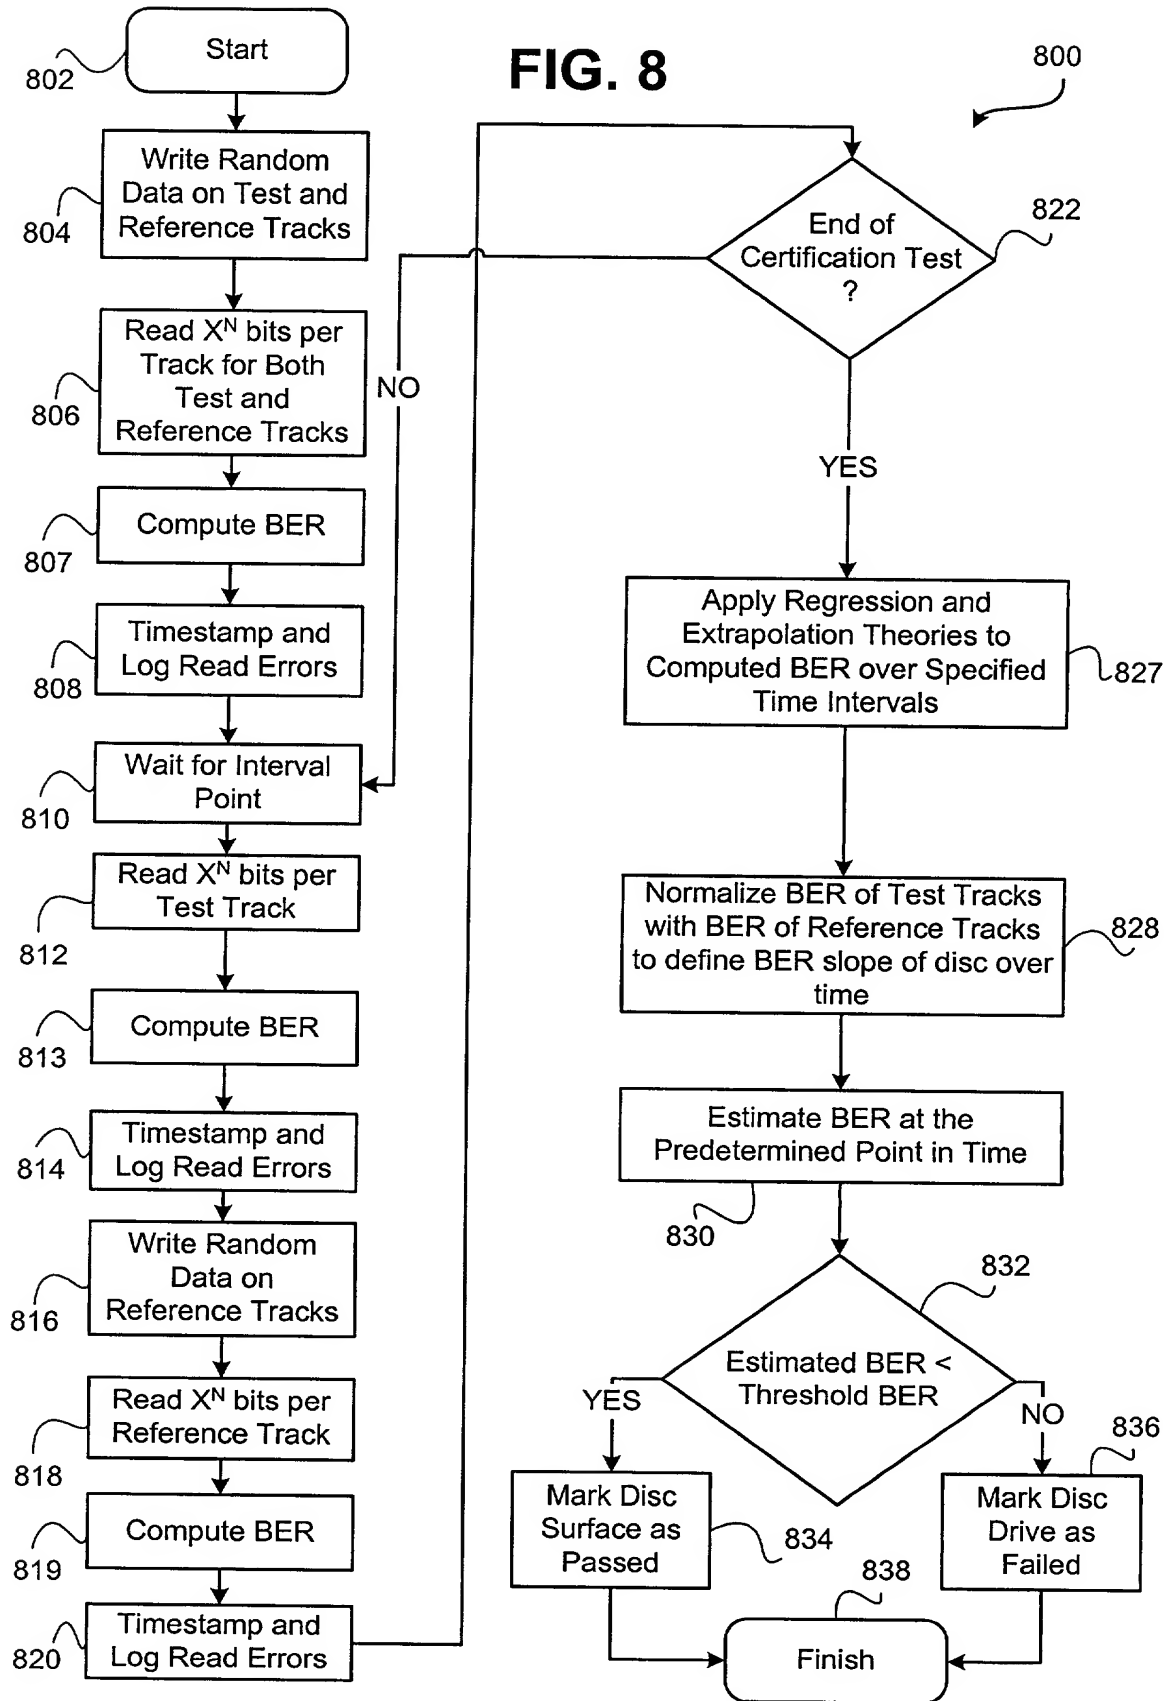 FIG. 8
800
Start
802
Write Random
Data on Test and
Reference Tracks
804
Read X^N bits per
Track for Both
Test and
Reference Tracks
806
Compute BER
807
Timestamp and
Log Read Errors
808
Wait for Interval
Point
810
Read X^N bits per
Test Track
812
Compute BER
813
Timestamp and
Log Read Errors
814
Write Random
Data on
Reference Tracks
816
Read X^N bits per
Reference Track
818
Compute BER
819
Timestamp and
Log Read Errors
820
End of
Certification Test
?
822
NO
YES
Apply Regression and
Extrapolation Theories to
Computed BER over Specified
Time Intervals
827
Normalize BER of Test Tracks
with BER of Reference Tracks
to define BER slope of disc over
time
828
Estimate BER at the
Predetermined Point in Time
830
Estimated BER <
Threshold BER
832
YES
NO
Mark Disc
Surface as
Passed
834
Mark Disc
Drive as
Failed
836
Finish
838